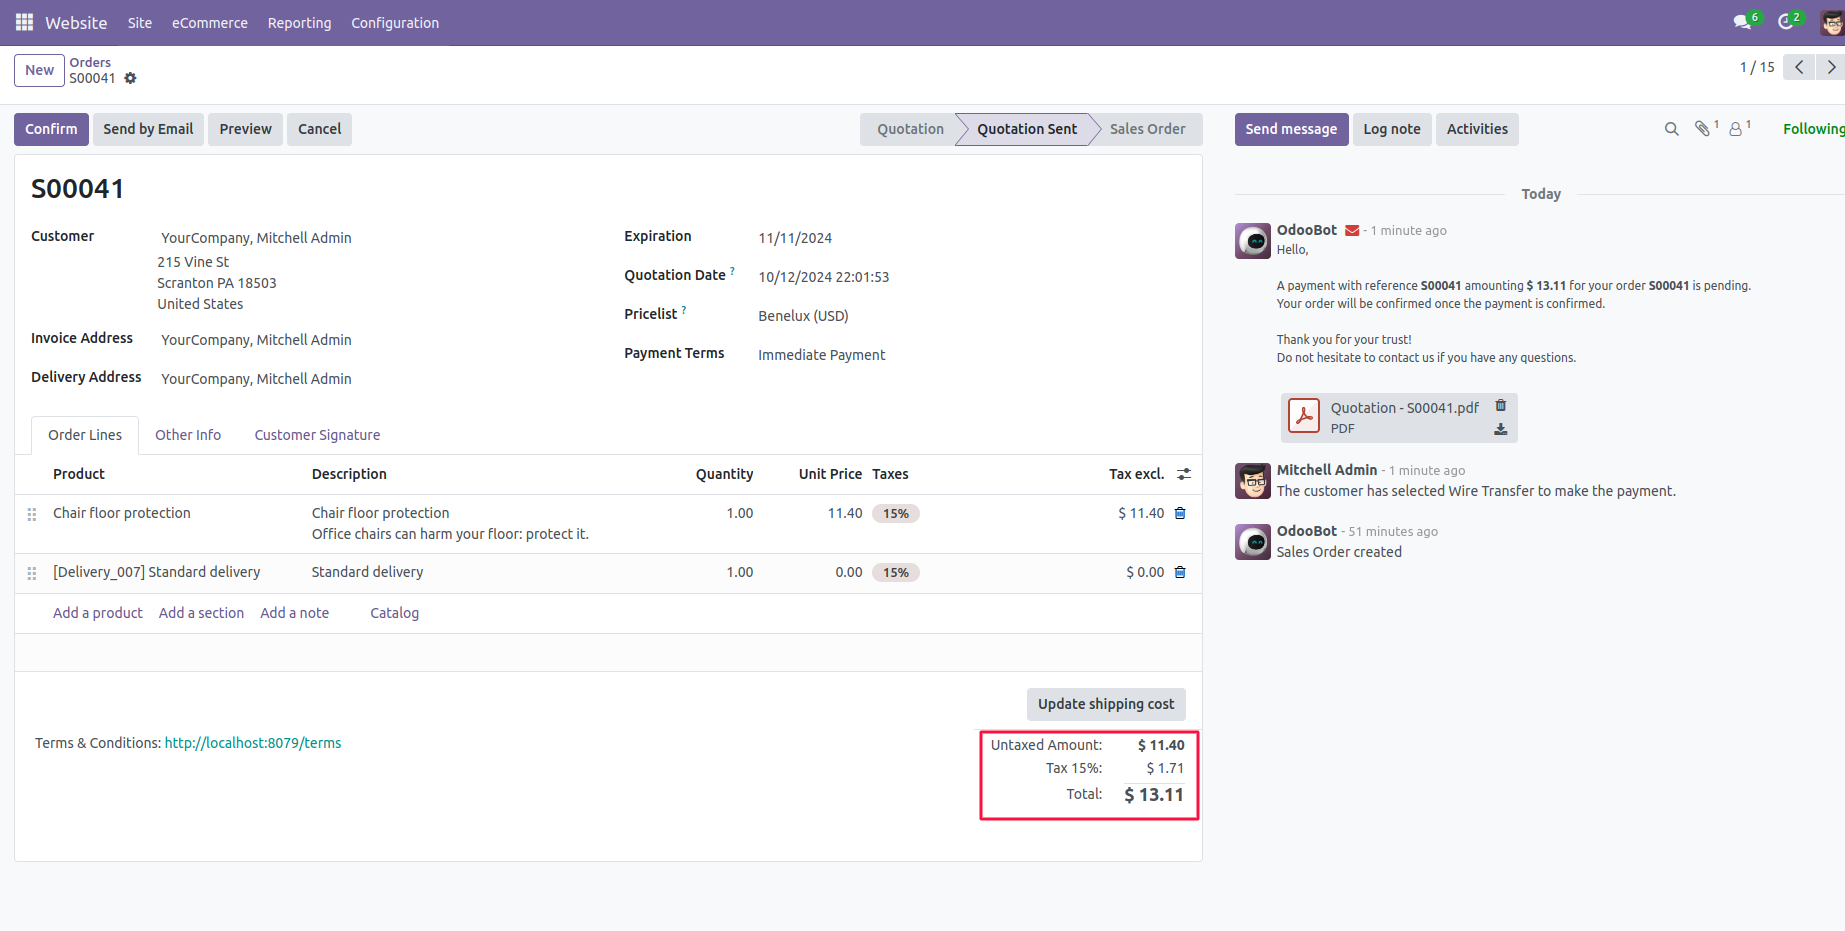 Website Site eCommerce Reporting Configuration 6 2
New Orders
S00041
1 / 15
Confirm Send by Email Preview Cancel Quotation Quotation Sent Sales Order
S00041
Customer YourCompany, Mitchell Admin
215 Vine St
Scranton PA 18503
United States
Invoice Address YourCompany, Mitchell Admin
Delivery Address YourCompany, Mitchell Admin
Expiration 11/11/2024
Quotation Date ? 10/12/2024 22:01:53
Pricelist ? Benelux (USD)
Payment Terms Immediate Payment
Order Lines Other Info Customer Signature
Product Description Quantity Unit Price Taxes Tax excl.
Chair floor protection Chair floor protection 1.00 11.40 15% $ 11.40
Office chairs can harm your floor: protect it.
[Delivery_007] Standard delivery Standard delivery 1.00 0.00 15% $ 0.00
Add a product Add a section Add a note Catalog
Update shipping cost
Terms & Conditions: http://localhost:8079/terms
Untaxed Amount: $ 11.40
Tax 15%: $ 1.71
Total: $ 13.11
Send message Log note Activities 1 1 Following
Today
OdooBot - 1 minute ago
Hello,
A payment with reference S00041 amounting $ 13.11 for your order S00041 is pending.
Your order will be confirmed once the payment is confirmed.
Thank you for your trust!
Do not hesitate to contact us if you have any questions.
Quotation - S00041.pdf
PDF
Mitchell Admin - 1 minute ago
The customer has selected Wire Transfer to make the payment.
OdooBot - 51 minutes ago
Sales Order created